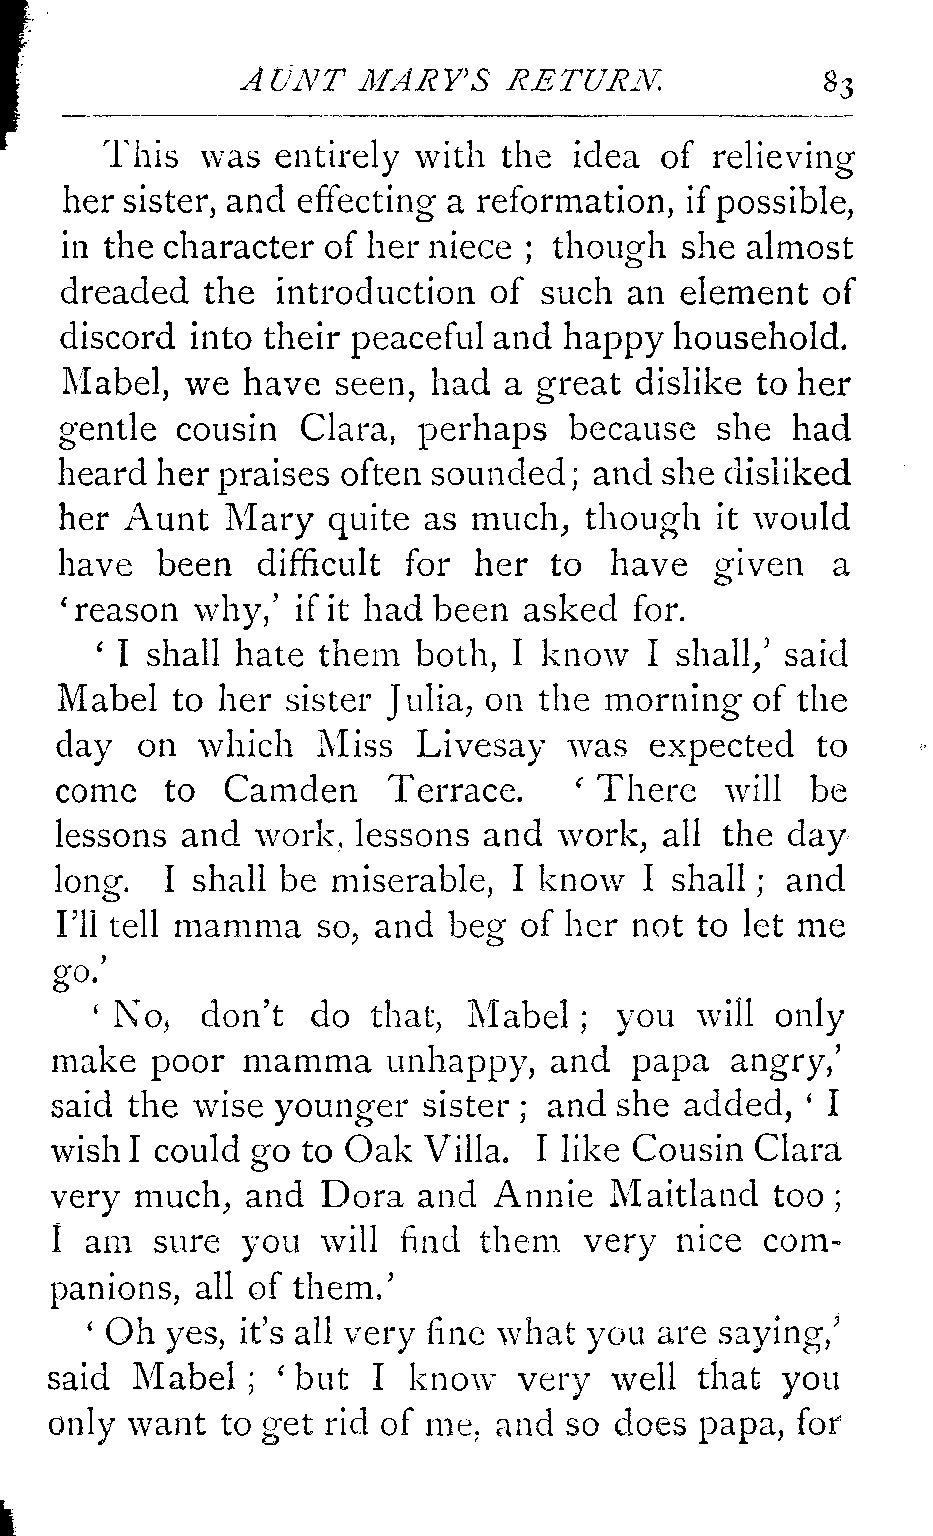 AUNT MARY'S RETURN. 83
This was entirely with the idea of relieving
her sister, and effecting a reformation, if possible,
in the character of her niece ; though she almost
dreaded the introduction of such an element of
discord into their peaceful and happy household.
Mabel, we have seen, had a great dislike to her
gentle cousin Clara, perhaps because she had
heard her praises often sounded; and she disliked
her Aunt Mary quite as much, though it would
have been difficult for her to have given a
'reason why,' if it had been asked for.
' I shall hate them both, I know I shall,' said
Mabel to her sister Julia, on the morning of the
day on which Miss Livesay was expected to
come to Camden Terrace. ' There will be
lessons and work, lessons and work, all the day
long. I shall be miserable, I know I shall ; and
I'll tell mamma so, and beg of her not to let me
go.'
' No, don't do that, Mabel ; you will only
make poor mamma unhappy, and papa angry,'
said the wise younger sister ; and she added, ' I
wish I could go to Oak Villa. I like Cousin Clara
very much, and Dora and Annie Maitland too ;
I am sure you will find them very nice com-
panions, all of them.'
' Oh yes, it's all very fine what you are saying,'
said Mabel ; 'but I know very well that you
only want to get rid of me, and so does papa, for